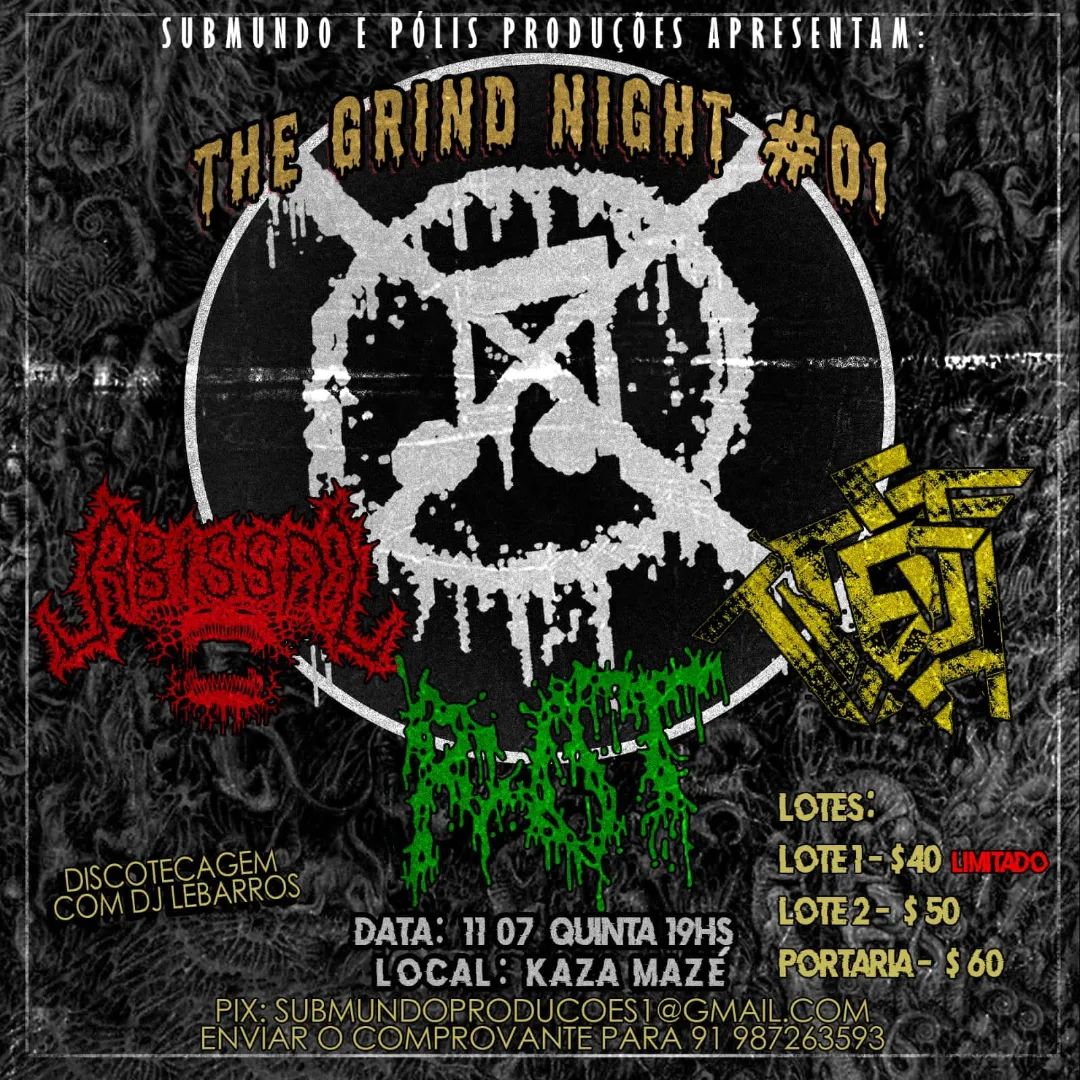 SUBMUNDO E PÓLIS PRODUÇÕES APRESENTAM:
THE GRIND NIGHT #01
ABISSAL
ROT
DISCOTECAGEM
COM DJ LEBARROS
LOTES:
LOTE 1 - $40 LIMITADO
LOTE 2 - $ 50
PORTARIA - $ 60
DATA: 11 07 QUINTA 19HS
LOCAL: KAZA MAZÉ
PIX: SUBMUNDOPRODUCOES1@GMAIL.COM
ENVIAR O COMPROVANTE PARA 91 987263593